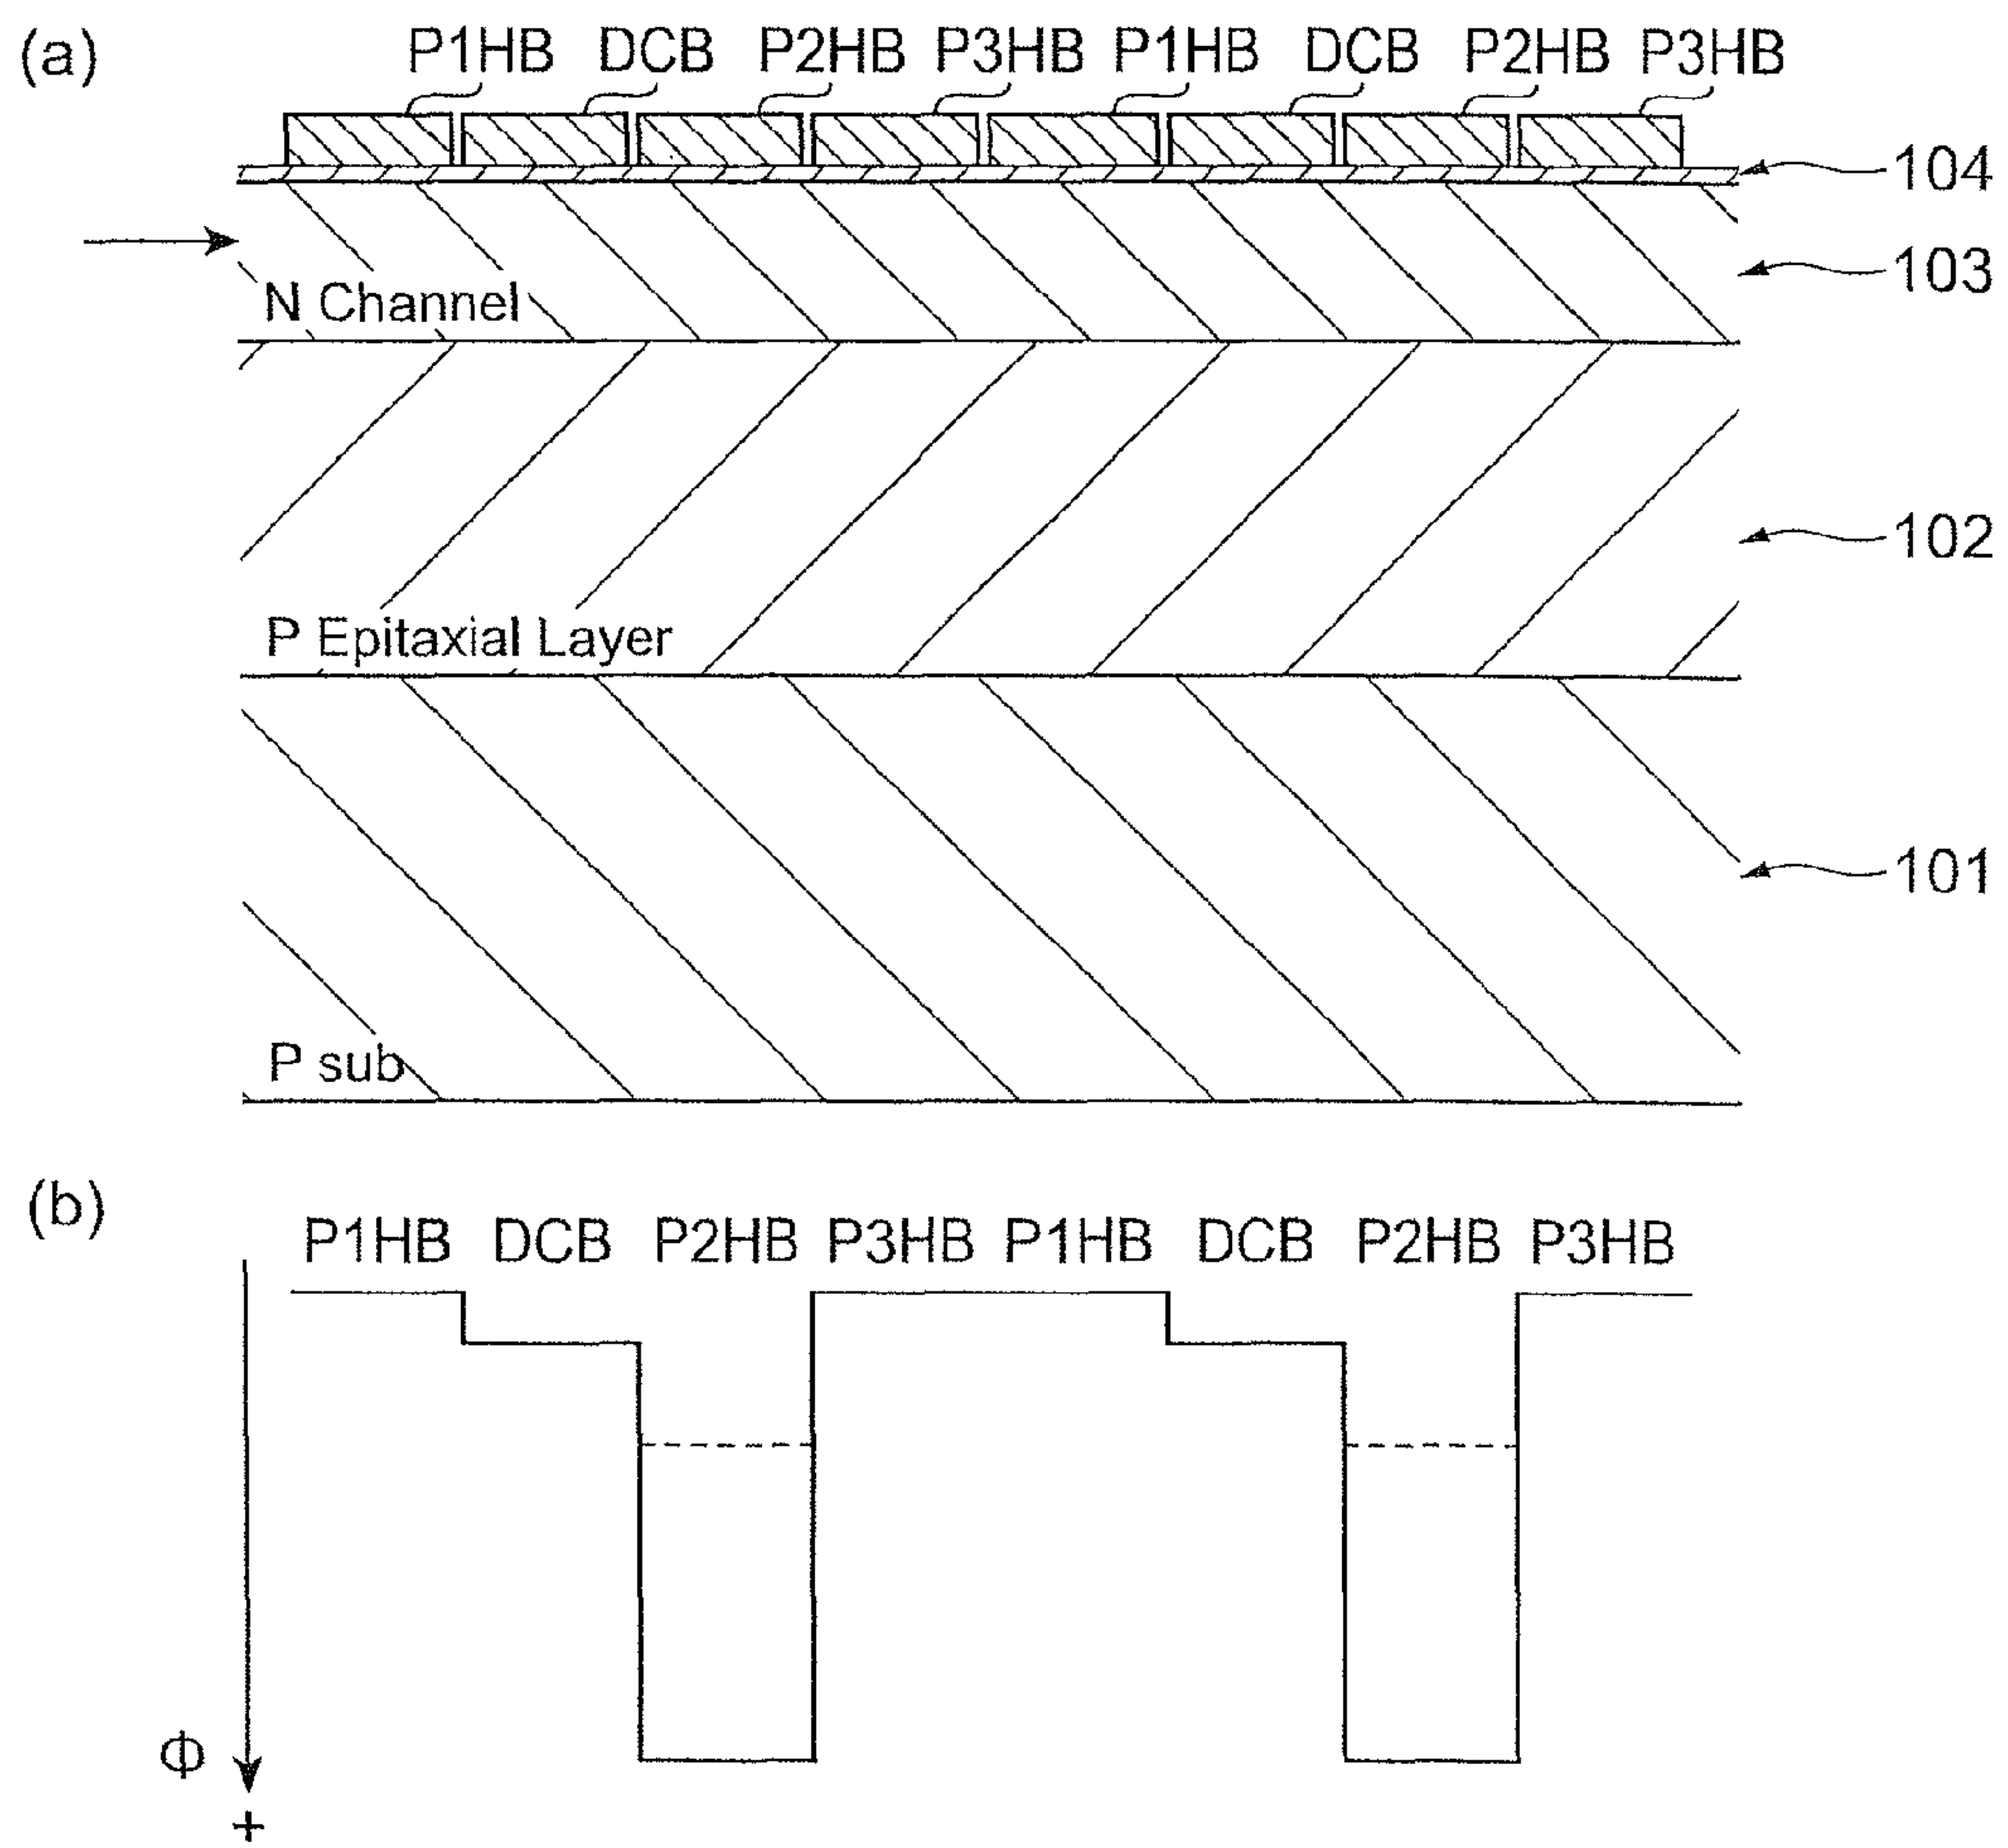 (a)
P1HB DCB P2HB P3HB P1HB DCB P2HB P3HB
104
103
N Channel
102
P Epitaxial Layer
101
P sub
(b)
P1HB DCB P2HB P3HB P1HB DCB P2HB P3HB
Φ
+